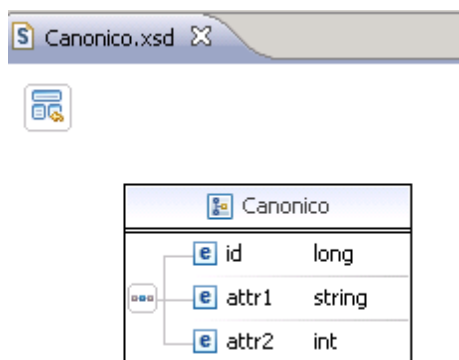 S Canonico.xsd
Canonico
e id long
e attr1 string
e attr2 int